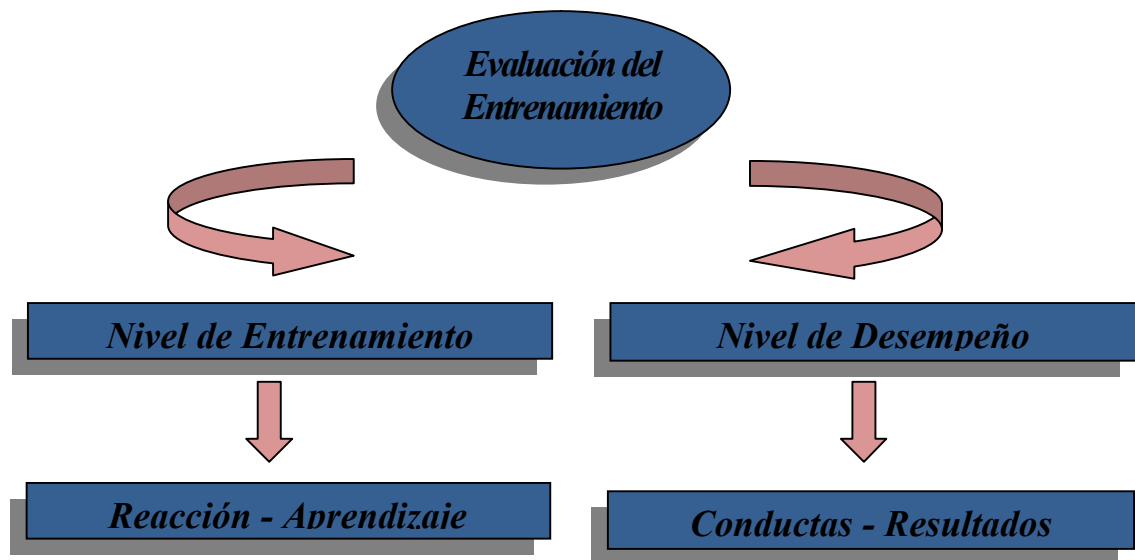 Evaluación del
Entrenamiento
Nivel de Entrenamiento
Nivel de Desempeño
Reacción - Aprendizaje
Conductas - Resultados